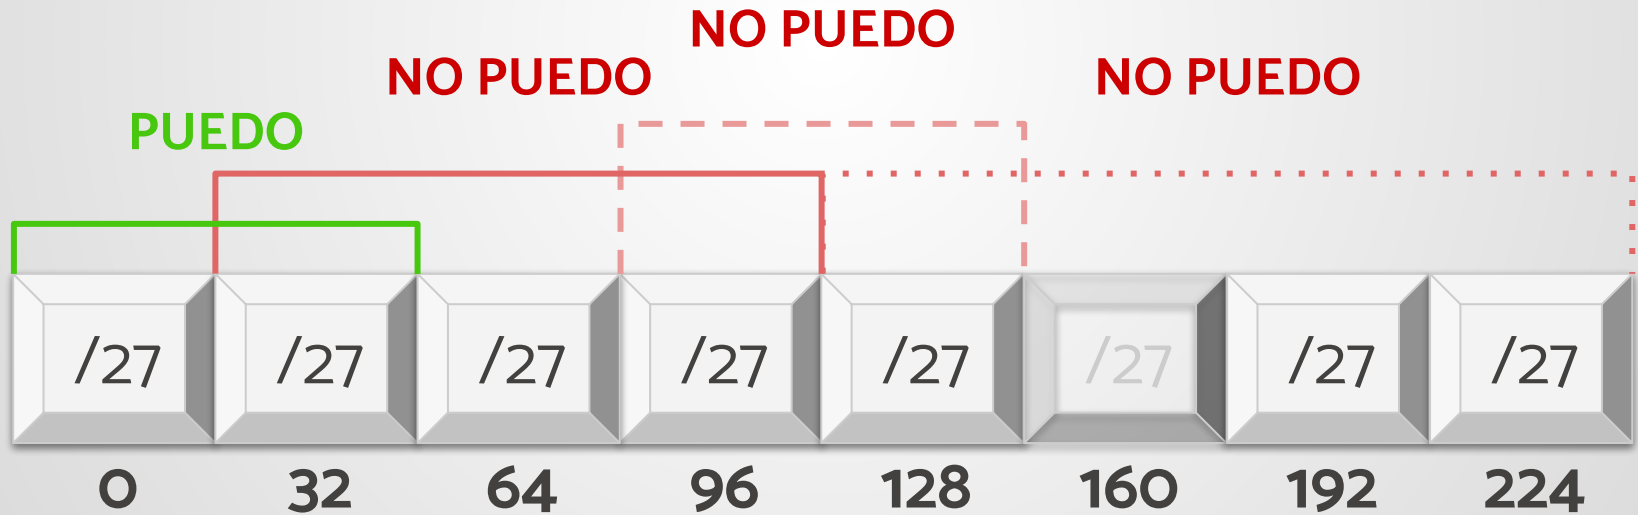 NO PUEDO
NO PUEDO
NO PUEDO
PUEDO
/27 /27 /27 /27 /27 /27 /27 /27
0 32 64 96 128 160 192 224